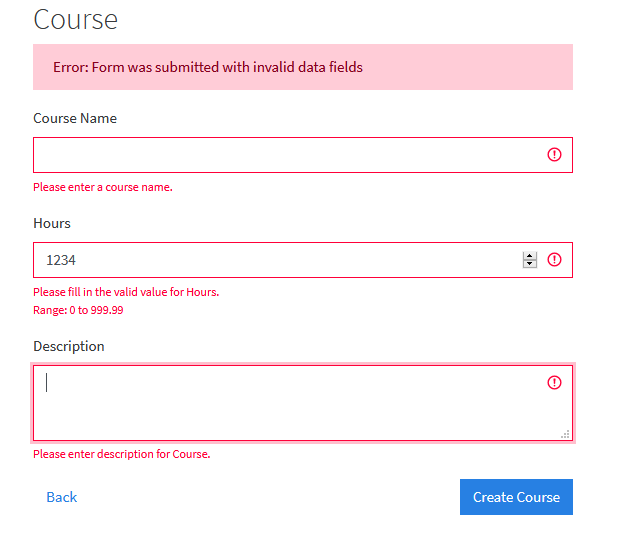 Course
Error: Form was submitted with invalid data fields
Course Name
Please enter a course name.
Hours
1234
Please fill in the valid value for Hours.
Range: 0 to 999.99
Description
Please enter description for Course.
Back
Create Course